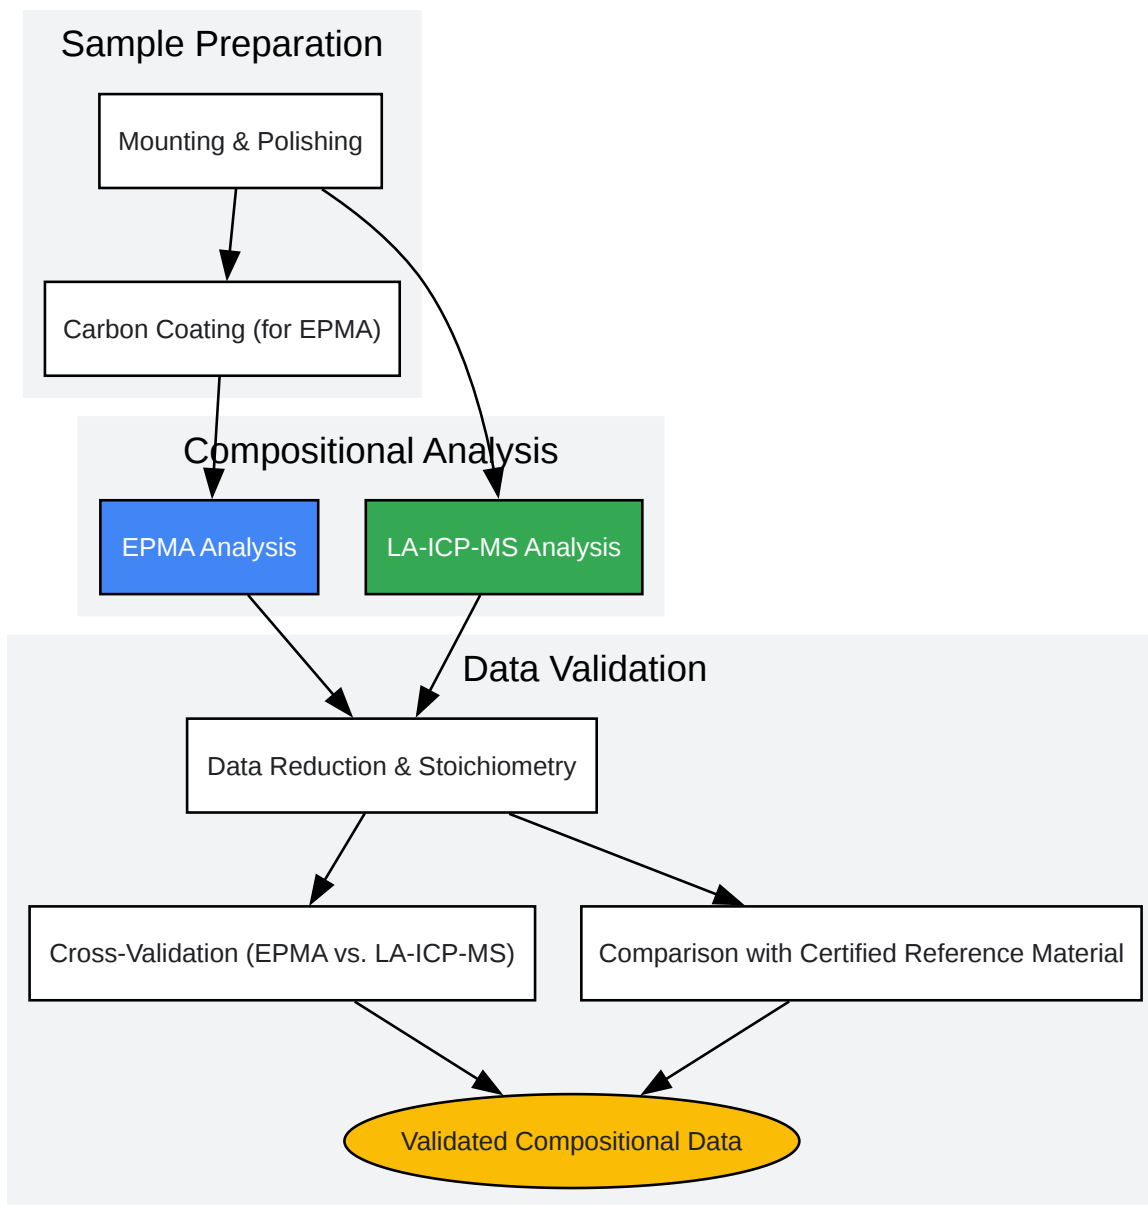 Sample Preparation
Mounting & Polishing
Carbon Coating (for EPMA)
Compositional Analysis
EPMA Analysis
LA-ICP-MS Analysis
Data Validation
Data Reduction & Stoichiometry
Cross-Validation (EPMA vs. LA-ICP-MS)
Comparison with Certified Reference Material
Validated Compositional Data